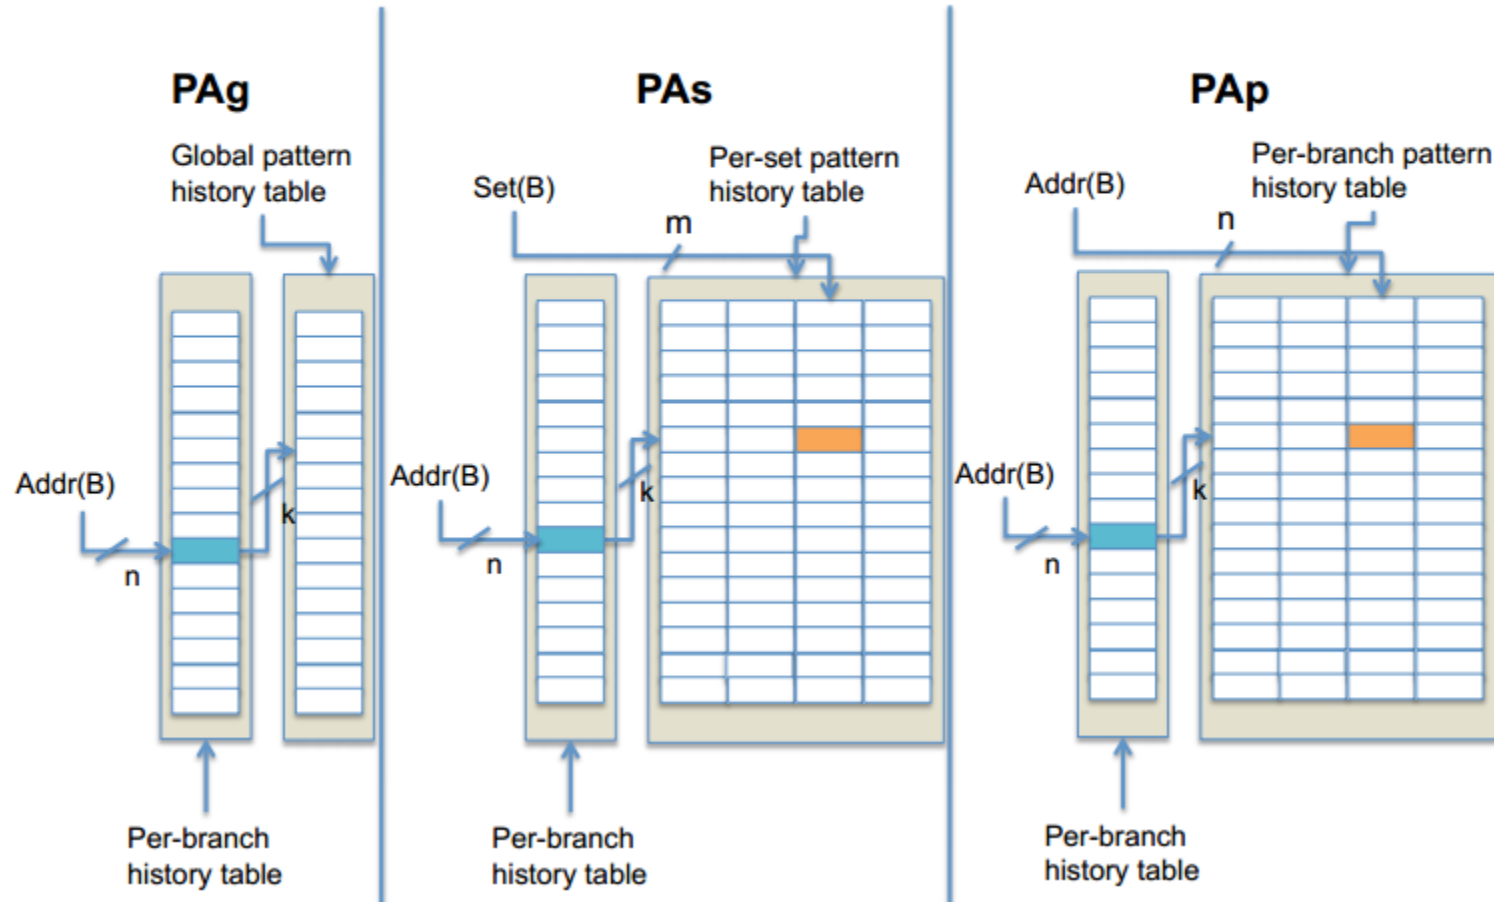 PAg
Global pattern
history table
Addr(B)
n
k
Per-branch
history table
PAs
Set(B)
m
Per-set pattern
history table
Addr(B)
n
k
Per-branch
history table
PAp
Addr(B)
n
Per-branch pattern
history table
Addr(B)
n
k
Per-branch
history table